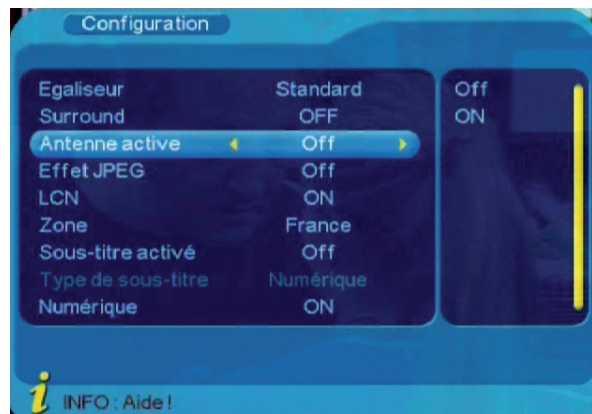 Configuration
Egaliseur Standard
Surround OFF
Antenne active Off
Effet JPEG Off
LCN ON
Zone France
Sous-titre activé Off
Type de sous-titre Numérique
Numérique ON
Off
ON
i INFO : Aide !